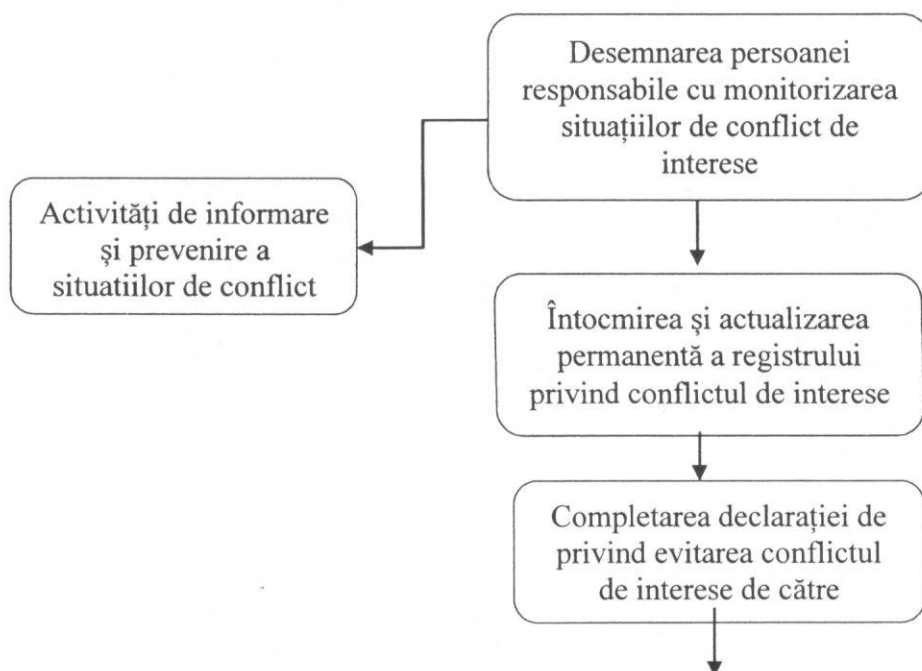 Desemnarea persoanei
responsabile cu monitorizarea
situațiilor de conflict de
interese
Activități de informare
și prevenire a
situatiilor de conflict
Întocmirea și actualizarea
permanentă a registrului
privind conflictul de interese
Completarea declarației de
privind evitarea conflictul
de interese de către